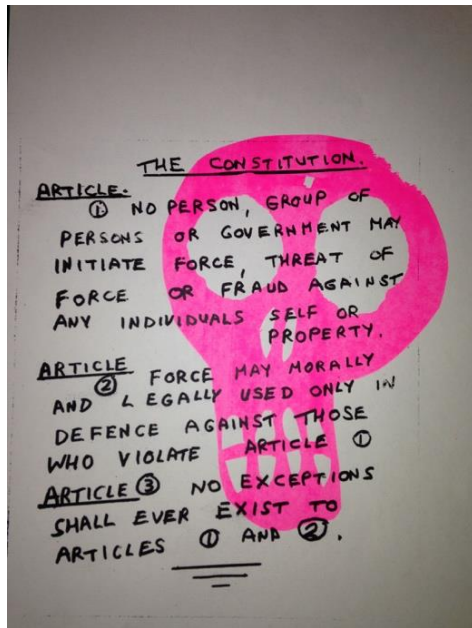 THE CONSTITUTION.
ARTICLE.
① NO PERSON, GROUP OF
PERSONS OR GOVERNMENT MAY
INITIATE FORCE, THREAT OF
FORCE OR FRAUD AGAINST
ANY INDIVIDUALS SELF OR
PROPERTY.
ARTICLE
② FORCE MAY MORALLY
AND LEGALLY USED ONLY IN
DEFENCE AGAINST THOSE
WHO VIOLATE ARTICLE ①
ARTICLE ③ NO EXCEPTIONS
SHALL EVER EXIST TO
ARTICLES ① AND ②.